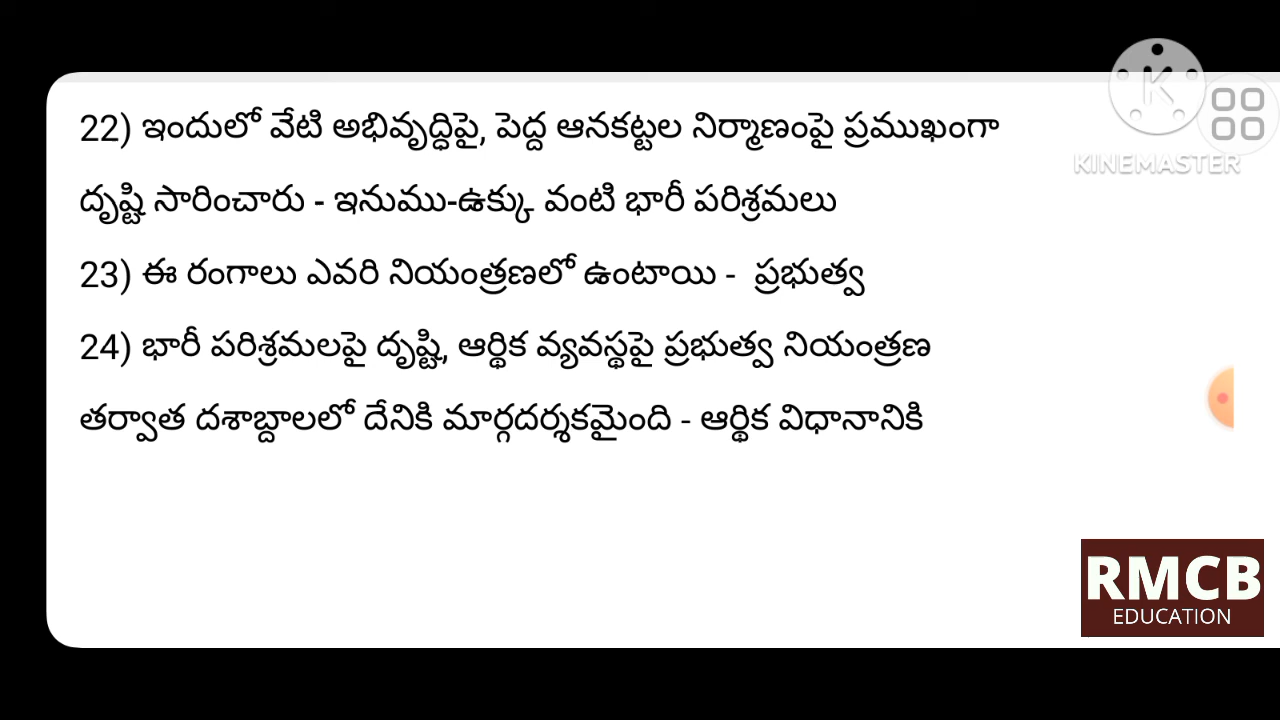 22) ఇందులో వేటి అభివృద్ధిపై, పెద్ద ఆనకట్టల నిర్మాణంపై ప్రముఖంగా
దృష్టి సారించారు - ఇనుము-ఉక్కు వంటి భారీ పరిశ్రమలు
23) ఈ రంగాలు ఎవరి నియంత్రణలో ఉంటాయి - ప్రభుత్వ
24) భారీ పరిశ్రమలపై దృష్టి, ఆర్థిక వ్యవస్థపై ప్రభుత్వ నియంత్రణ
తర్వాత దశాబ్దాలలో దేనికి మార్గదర్శకమైంది - ఆర్థిక విధానానికి
K
KINEMASTER
RMCB
EDUCATION